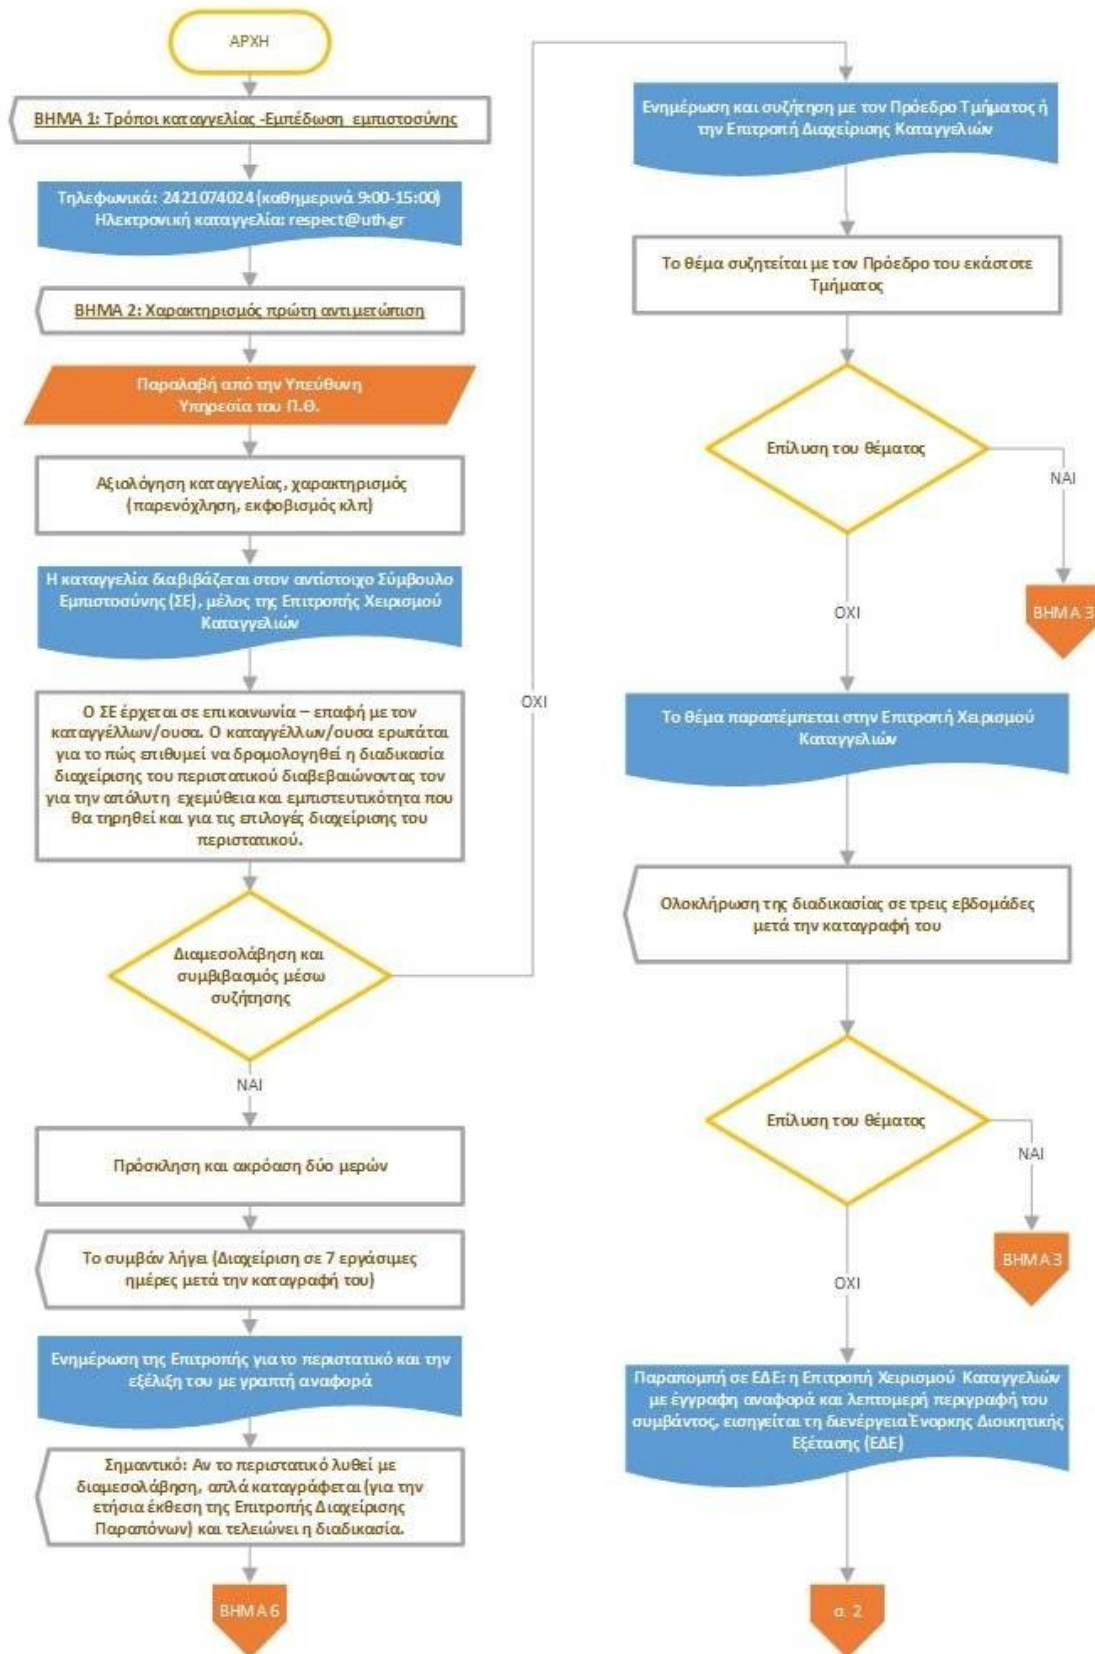 ΑΡΧΗ
ΒΗΜΑ 1: Τρόποι καταγγελίας -Εμπέδωση εμπιστοσύνης
Τηλεφωνικά: 2421074024 (καθημερινά 9:00-15:00)
Ηλεκτρονική καταγγελία: respect@uth.gr
ΒΗΜΑ 2: Χαρακτηρισμός πρώτη αντιμετώπιση
Παραλαβή από την Υπεύθυνη
Υπηρεσία του Π.Θ.
Αξιολόγηση καταγγελίας, χαρακτηρισμός
(παρενόχληση, εκφοβισμός κλπ)
Η καταγγελία διαβιβάζεται στον αντίστοιχο Σύμβουλο
Εμπιστοσύνης (ΣΕ), μέλος της Επιτροπής Χειρισμού
Καταγγελιών
Ο ΣΕ έρχεται σε επικοινωνία – επαφή με τον
καταγγέλλων/ουσα. Ο καταγγέλλων/ουσα ερωτάται
για το πώς επιθυμεί να δρομολογηθεί η διαδικασία
διαχείρισης του περιστατικού διαβεβαιώνοντας τον
για την απόλυτη εχεμύθεια και εμπιστευτικότητα που
θα τηρηθεί και για τις επιλογές διαχείρισης του
περιστατικού.
Διαμεσολάβηση και
συμβιβασμός μέσω
συζήτησης
ΝΑΙ
Πρόσκληση και ακρόαση δύο μερών
Το συμβάν λήγει (Διαχείριση σε 7 εργάσιμες
ημέρες μετά την καταγραφή του)
Ενημέρωση της Επιτροπής για το περιστατικό και την
εξέλιξη του με γραπτή αναφορά
Σημαντικό: Αν το περιστατικό λυθεί με
διαμεσολάβηση, απλά καταγράφεται (για την
ετήσια έκθεση της Επιτροπής Διαχείρισης
Παραπόνων) και τελειώνει η διαδικασία.
ΒΗΜΑ 6
ΟΧΙ
Ενημέρωση και συζήτηση με τον Πρόεδρο Τμήματος ή
την Επιτροπή Διαχείρισης Καταγγελιών
Το θέμα συζητείται με τον Πρόεδρο του εκάστοτε
Τμήματος
Επίλυση του θέματος
ΝΑΙ
ΒΗΜΑ 3
ΟΧΙ
Το θέμα παραπέμπεται στην Επιτροπή Χειρισμού
Καταγγελιών
Ολοκλήρωση της διαδικασίας σε τρεις εβδομάδες
μετά την καταγραφή του
Επίλυση του θέματος
ΝΑΙ
ΒΗΜΑ 3
ΟΧΙ
Παραπομπή σε ΕΔΕ: η Επιτροπή Χειρισμού Καταγγελιών
με έγγραφη αναφορά και λεπτομερή περιγραφή του
συμβάντος, εισηγείται τη διενέργεια Ένορκης Διοικητικής
Εξέτασης (ΕΔΕ)
σ. 2